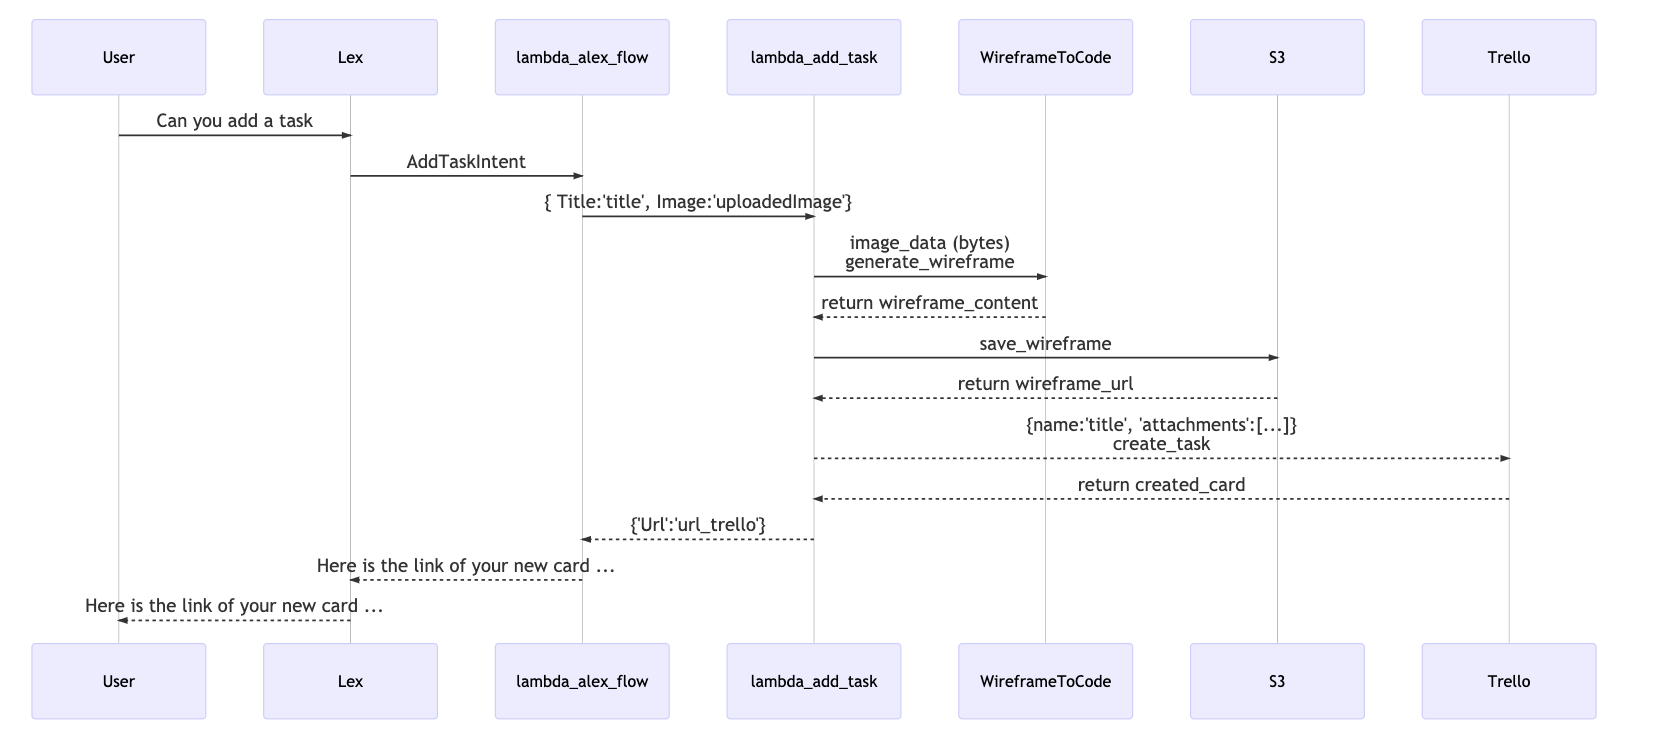 User
Lex
lambda_alex_flow
lambda_add_task
WireframeToCode
S3
Trello
Can you add a task
AddTaskIntent
{ Title:'title', Image:'uploadedImage'}
image_data (bytes)
generate_wireframe
return wireframe_content
save_wireframe
return wireframe_url
{name:'title', 'attachments':[...]}
create_task
return created_card
{'Url':'url_trello'}
Here is the link of your new card ...
Here is the link of your new card ...
User
Lex
lambda_alex_flow
lambda_add_task
WireframeToCode
S3
Trello